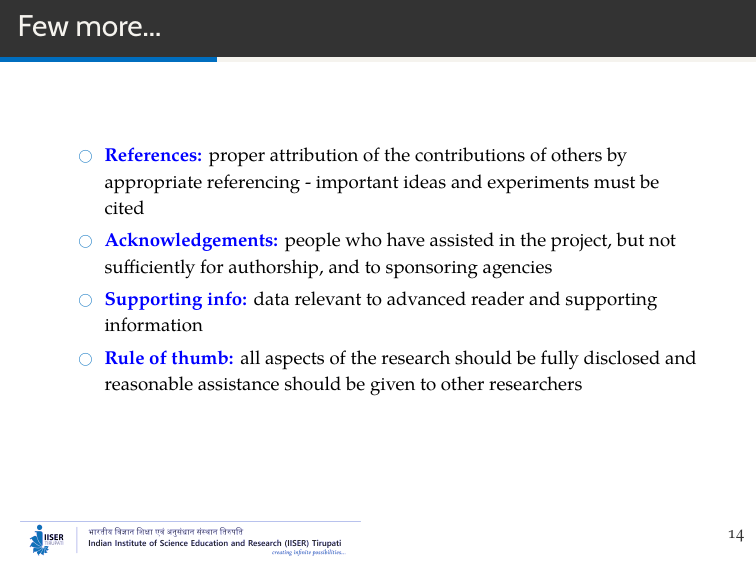 Few more...
References: proper attribution of the contributions of others by
appropriate referencing - important ideas and experiments must be
cited
Acknowledgements: people who have assisted in the project, but not
sufficiently for authorship, and to sponsoring agencies
Supporting info: data relevant to advanced reader and supporting
information
Rule of thumb: all aspects of the research should be fully disclosed and
reasonable assistance should be given to other researchers
IISER
TIRUPATI
भारतीय विज्ञान शिक्षा एवं अनुसंधान संस्थान तिरुपति
Indian Institute of Science Education and Research (IISER) Tirupati
creating infinite possibilities...
14